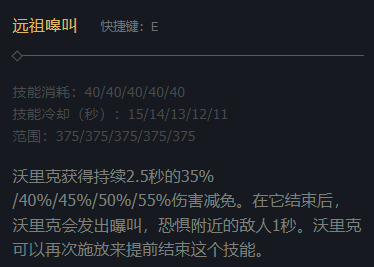 远祖嗥叫 快捷键：E
技能消耗：40/40/40/40/40
技能冷却（秒）：15/14/13/12/11
范围：375/375/375/375/375
沃里克获得持续2.5秒的35%
/40%/45%/50%/55%伤害减免。在它结束后，
沃里克会发出嗥叫，恐惧附近的敌人1秒。沃里克
可以再次施放来提前结束这个技能。